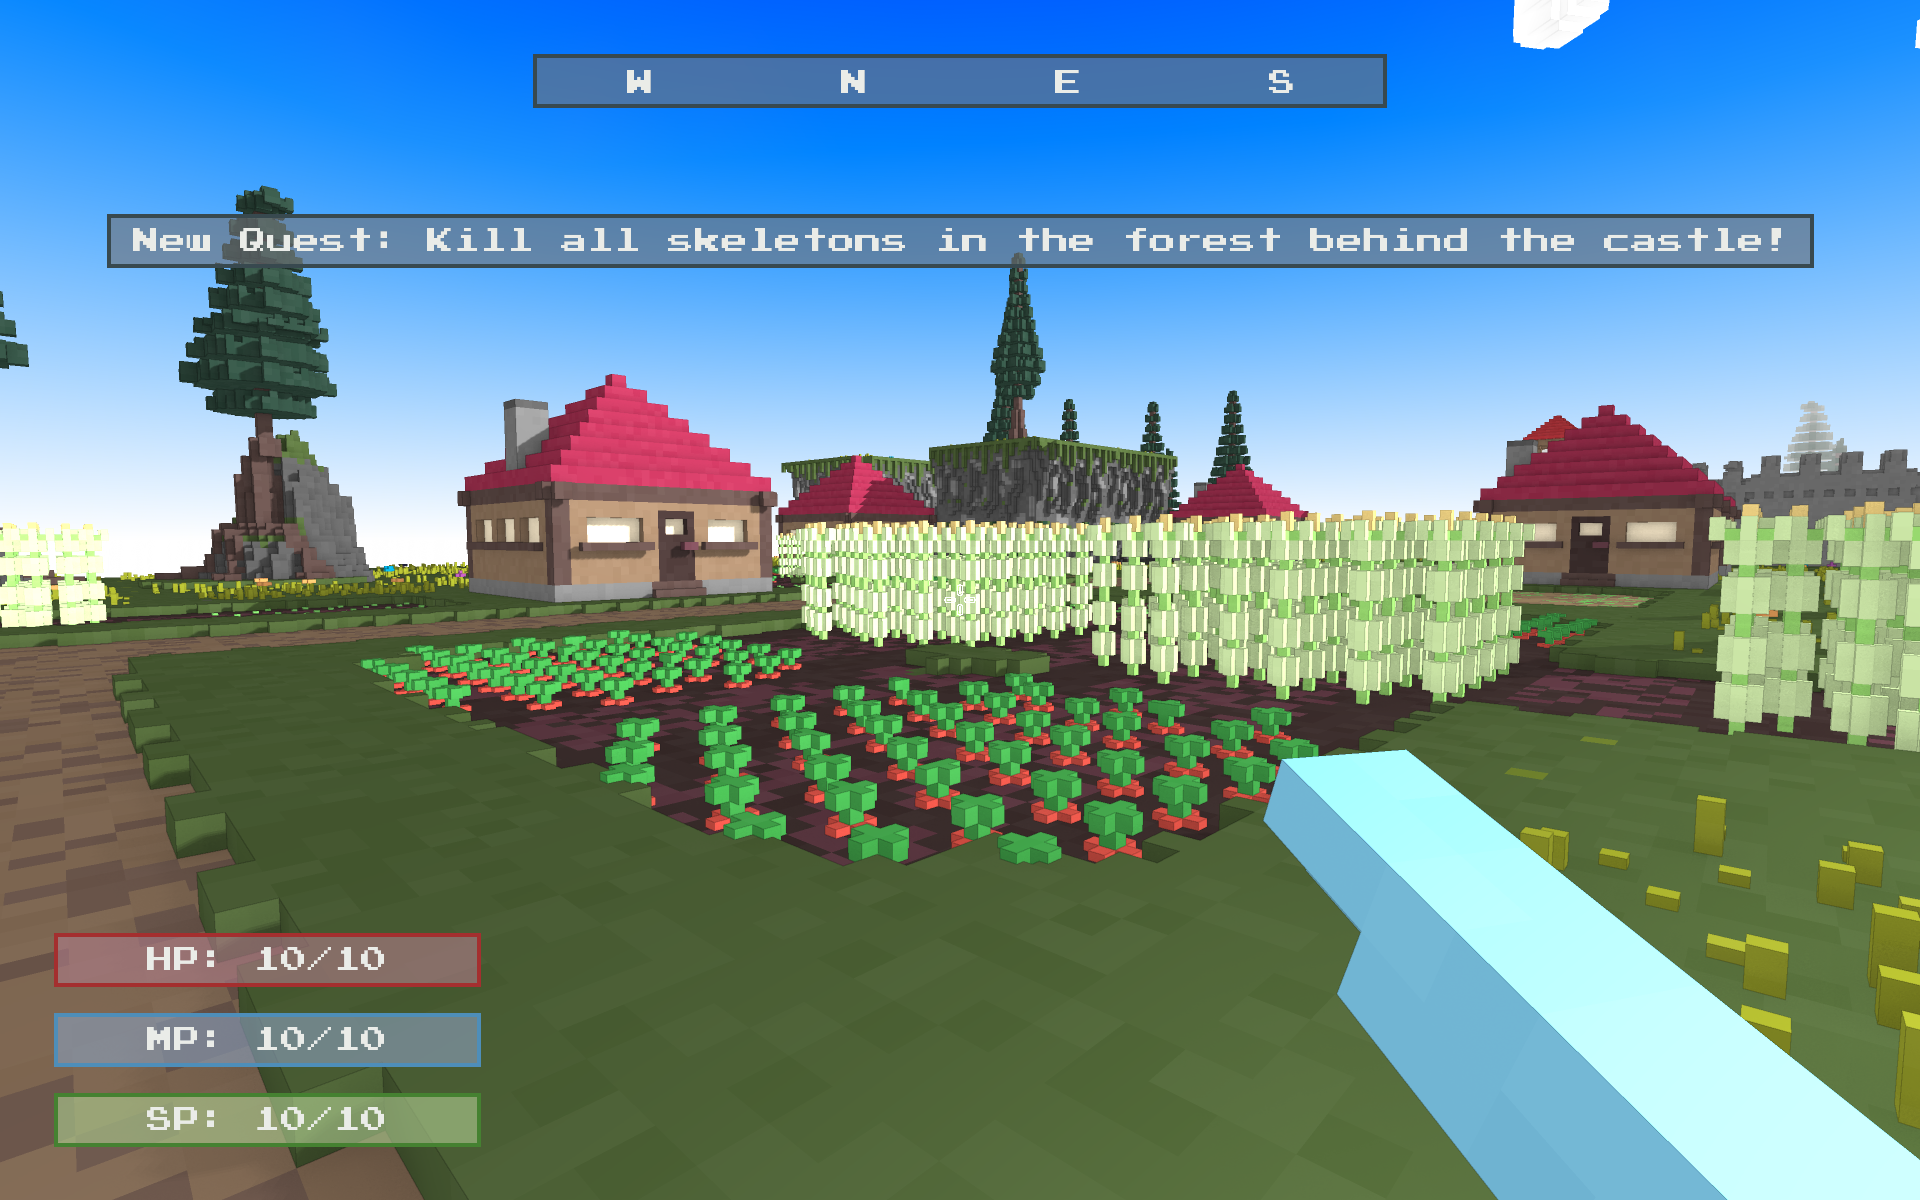 W N E S
New Quest: Kill all skeletons in the forest behind the castle!
HP: 10/10
MP: 10/10
SP: 10/10